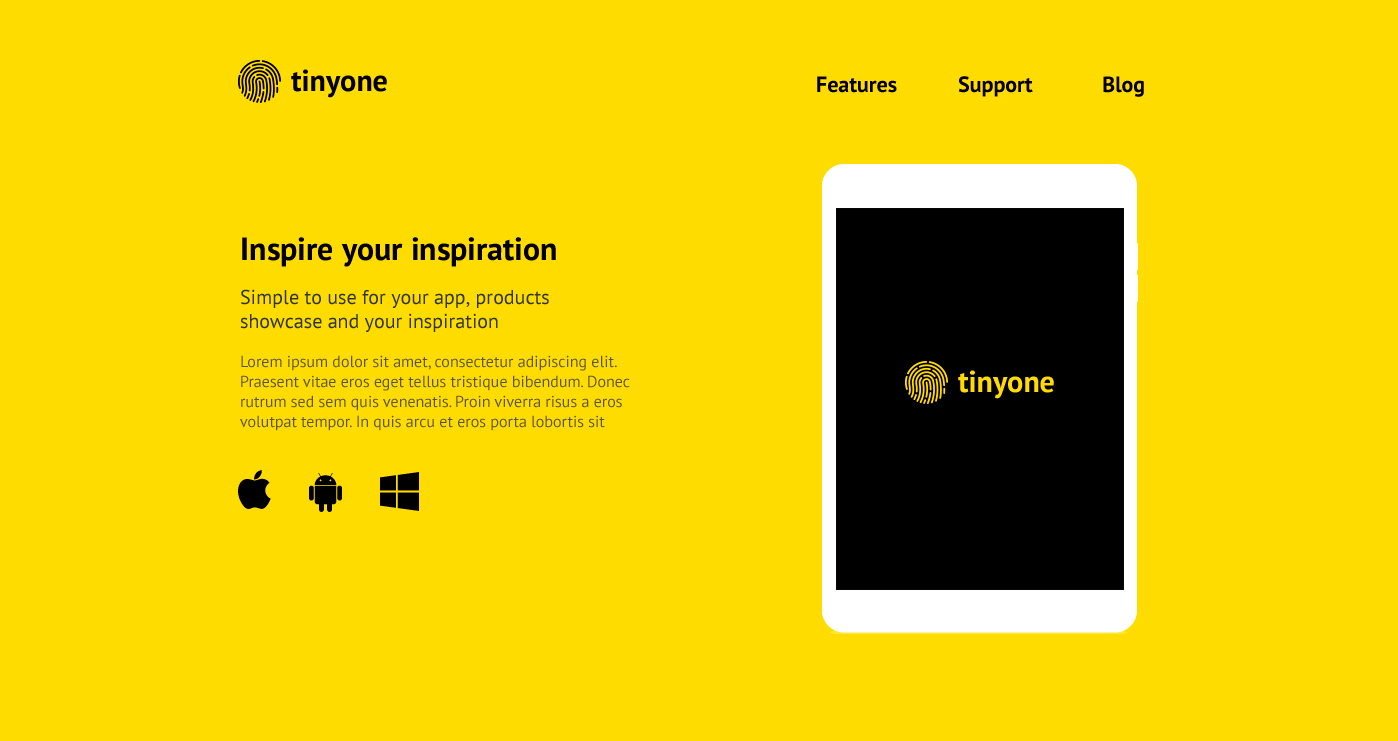 tinyone
Features
Support
Blog
Inspire your inspiration
Simple to use for your app, products
showcase and your inspiration
Lorem ipsum dolor sit amet, consectetur adipiscing elit.
Praesent vitae eros eget tellus tristique bibendum. Donec
rutrum sed sem quis venenatis. Proin viverra risus a eros
volutpat tempor. In quis arcu et eros porta lobortis sit
tinyone